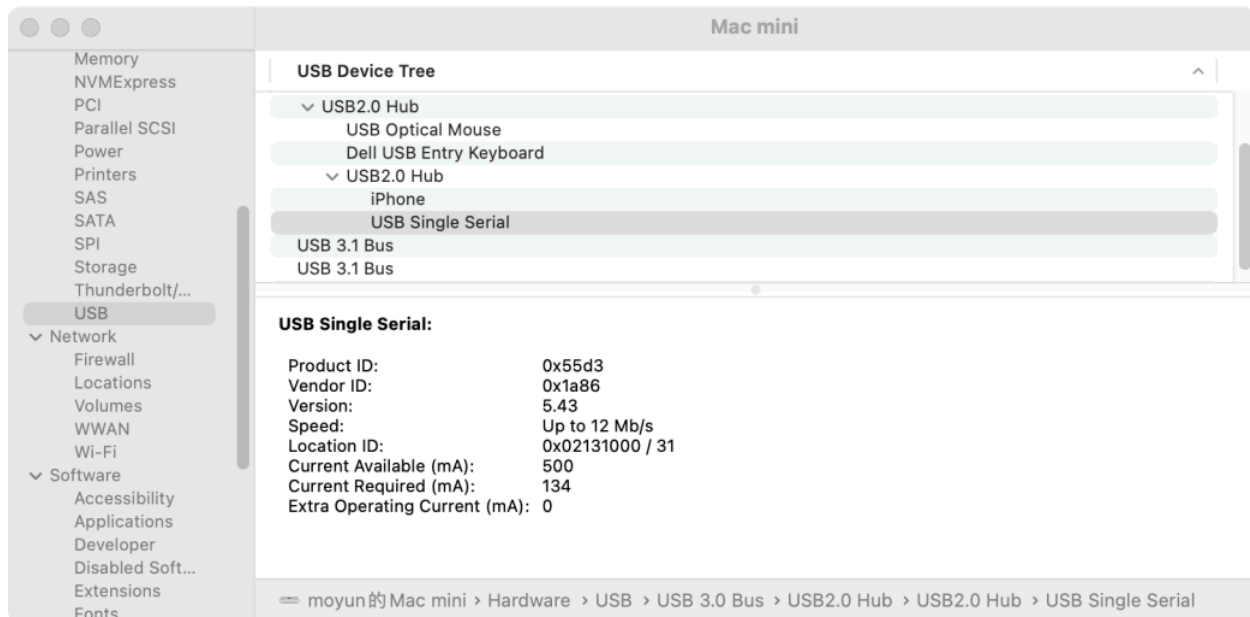 Mac mini
Memory
NVMExpress
PCI
Parallel SCSI
Power
Printers
SAS
SATA
SPI
Storage
Thunderbolt/...
USB
Network
Firewall
Locations
Volumes
WWAN
Wi-Fi
Software
Accessibility
Applications
Developer
Disabled Soft...
Extensions
Fonts
USB Device Tree
USB2.0 Hub
USB Optical Mouse
Dell USB Entry Keyboard
USB2.0 Hub
iPhone
USB Single Serial
USB 3.1 Bus
USB 3.1 Bus
USB Single Serial:
Product ID: 0x55d3
Vendor ID: 0x1a86
Version: 5.43
Speed: Up to 12 Mb/s
Location ID: 0x02131000 / 31
Current Available (mA): 500
Current Required (mA): 134
Extra Operating Current (mA): 0
moyun的Mac mini › Hardware › USB › USB 3.0 Bus › USB2.0 Hub › USB2.0 Hub › USB Single Serial